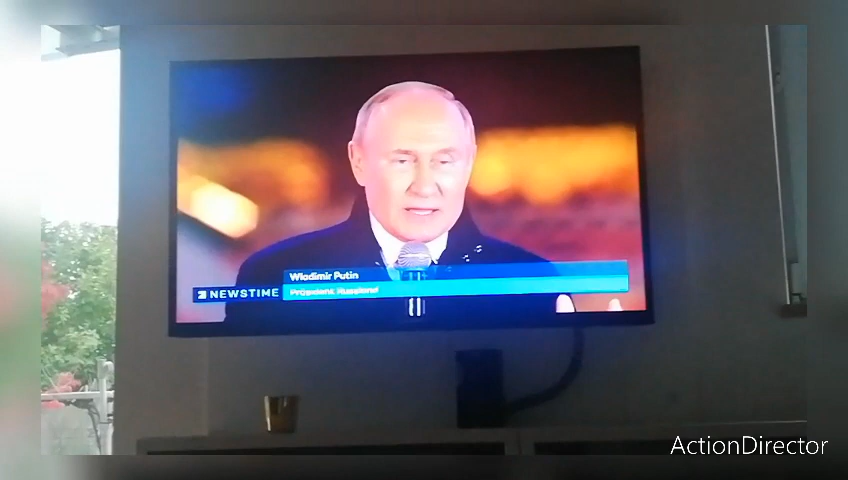 Wladimir Putin
NEWSTIME
Präsident Russland
ActionDirector